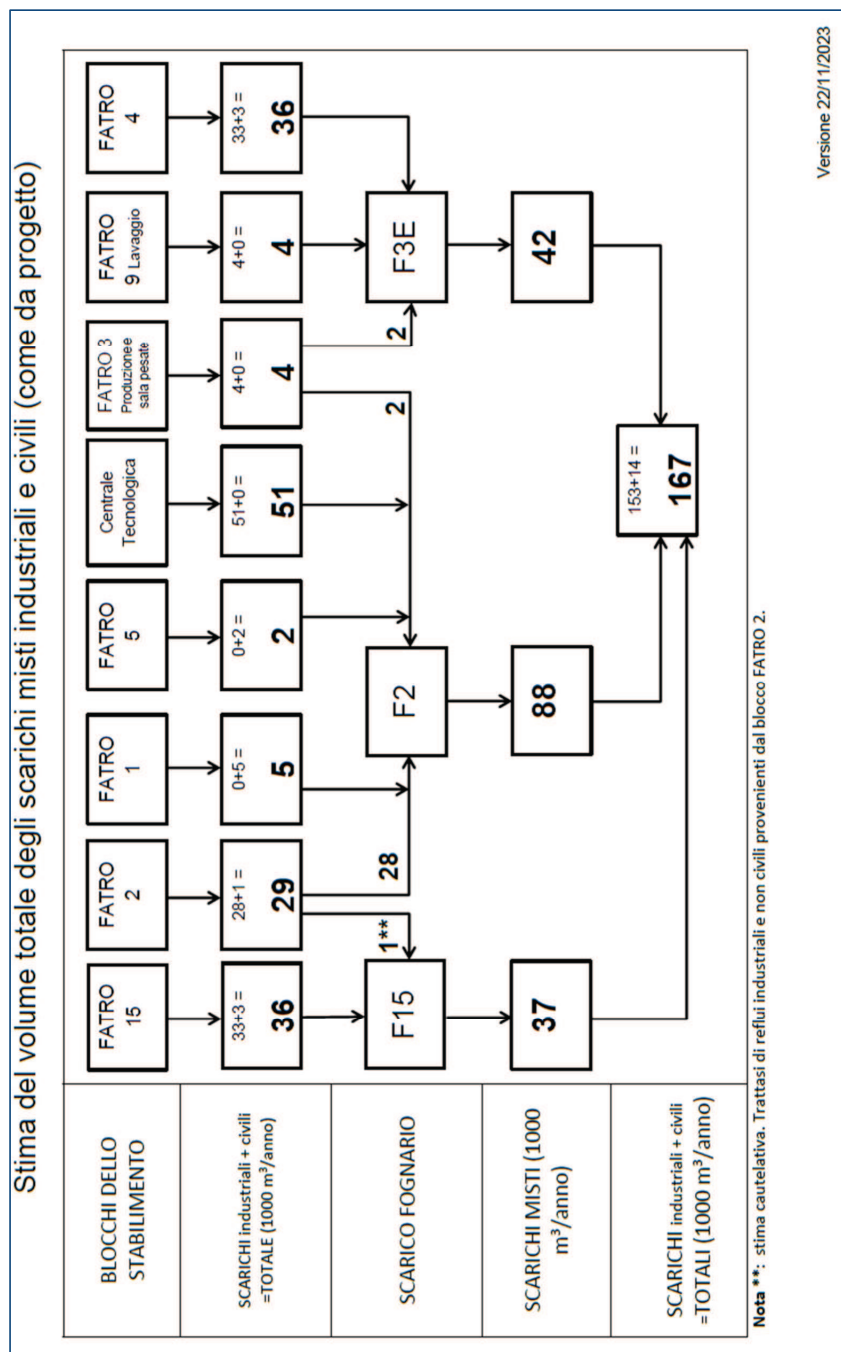 Stima del volume totale degli scarichi misti industriali e civili (come da progetto)
BLOCCHI DELLO
STABILIMENTO
FATRO
15
FATRO
2
FATRO
1
FATRO
5
Centrale
Tecnologica
FATRO 3
Produzionee
sala pesate
FATRO
9 Lavaggio
FATRO
4
SCARICHI industriali + civili
=TOTALE (1000 m³/anno)
33+3 =
36
28+1 =
29
0+5 =
5
0+2 =
2
51+0 =
51
4+0 =
4
4+0 =
4
33+3 =
36
SCARICO FOGNARIO
1**
28
2
2
F15
F2
F3E
SCARICHI MISTI (1000
m³/anno)
37
88
42
SCARICHI industriali + civili
=TOTALI (1000 m³/anno)
153+14 =
167
Nota **: stima cautelativa. Trattasi di reflui industriali e non civili provenienti dal blocco FATRO 2.
Versione 22/11/2023